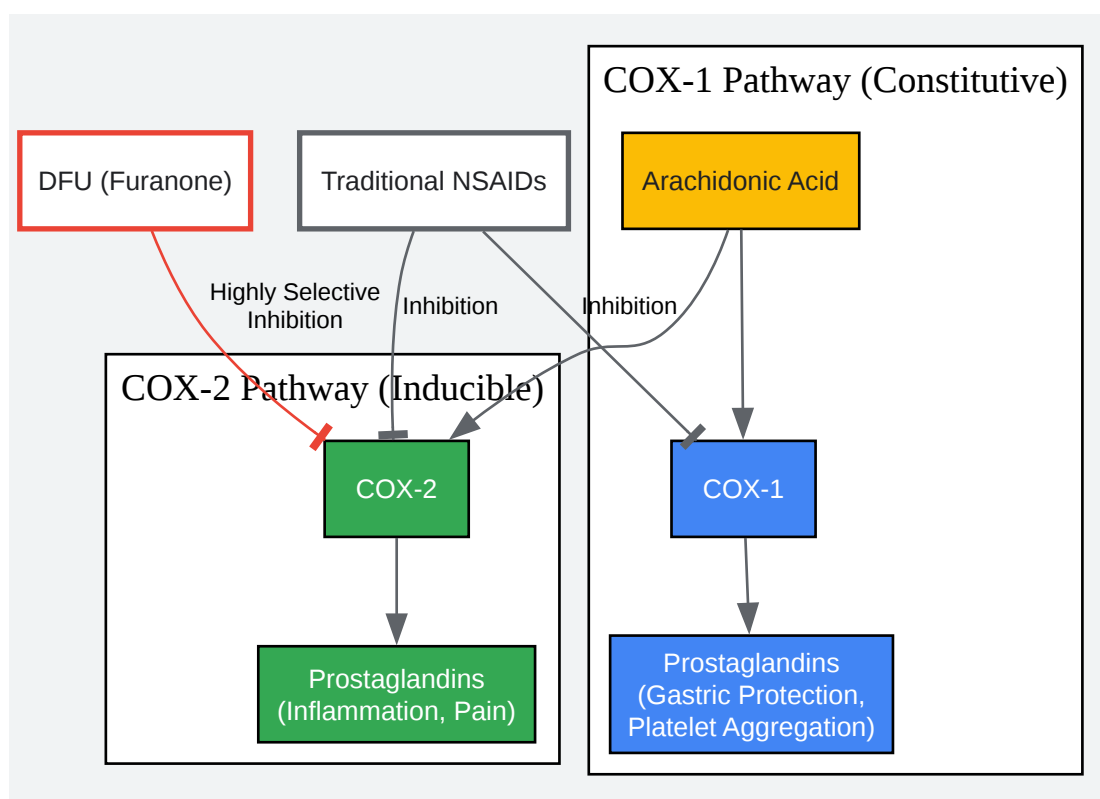 COX-1 Pathway (Constitutive)
DFU (Furanone)
Traditional NSAIDs
Arachidonic Acid
Highly Selective
Inhibition
Inhibition
Inhibition
COX-2 Pathway (Inducible)
COX-2
COX-1
Prostaglandins
(Inflammation, Pain)
Prostaglandins
(Gastric Protection,
Platelet Aggregation)